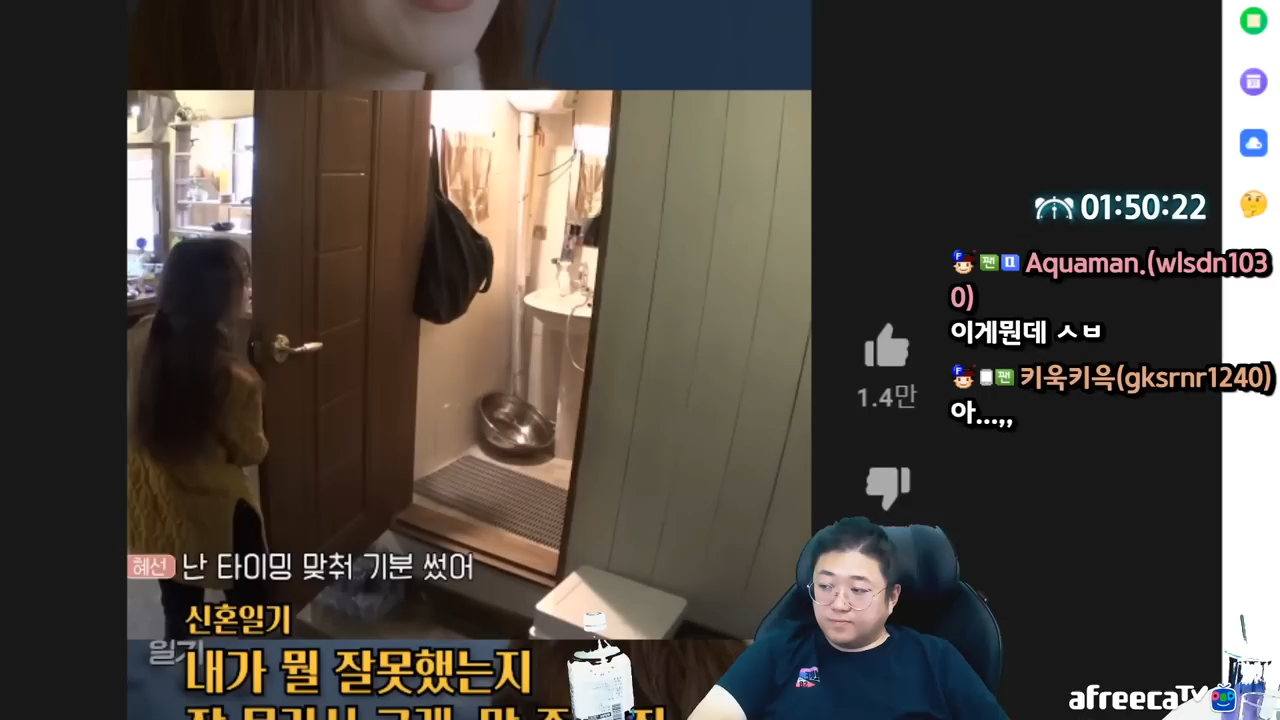 01:50:22
Aquaman.(wlsdn103
0)
이게뭔데 ㅅㅂ
키욱키윽(gksrnr1240)
아...,,
1.4만
혜선 난 타이밍 맞춰 기분 썼어
신혼일기
일기
내가 뭘 잘못했는지
afreecaTV